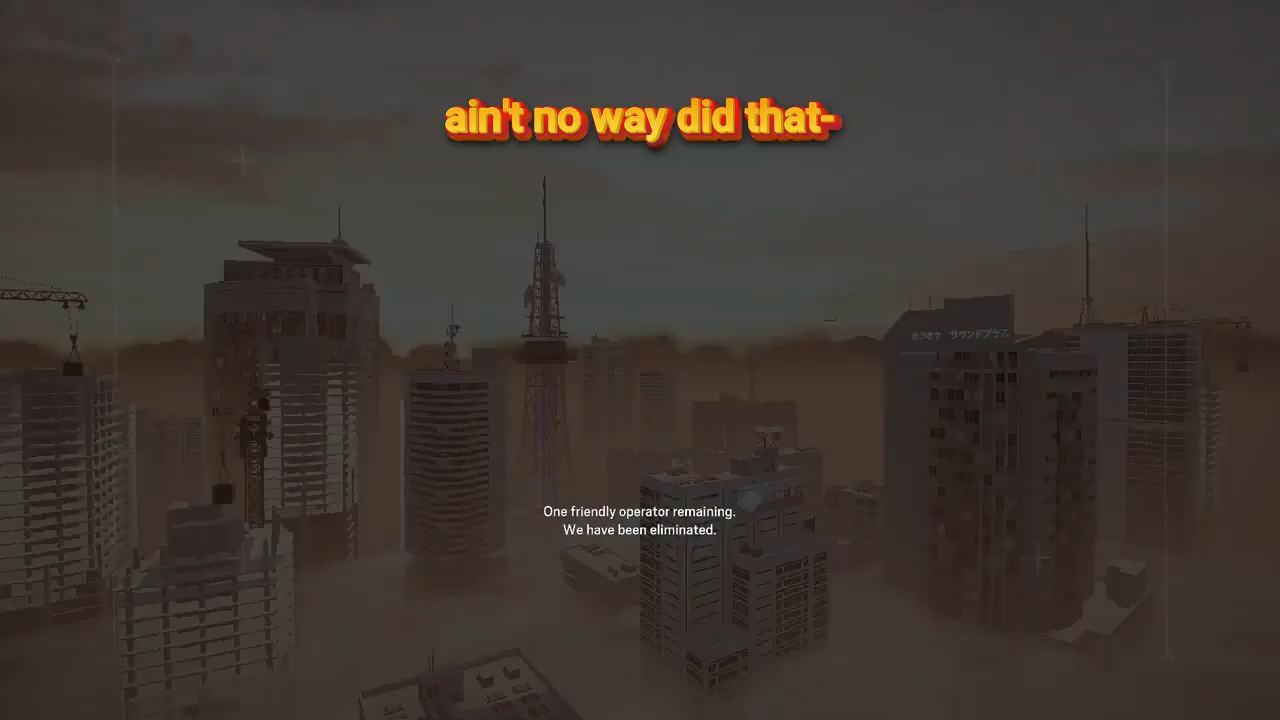 ain't no way did that-
カラオケ サウンドプラス
One friendly operator remaining.
We have been eliminated.